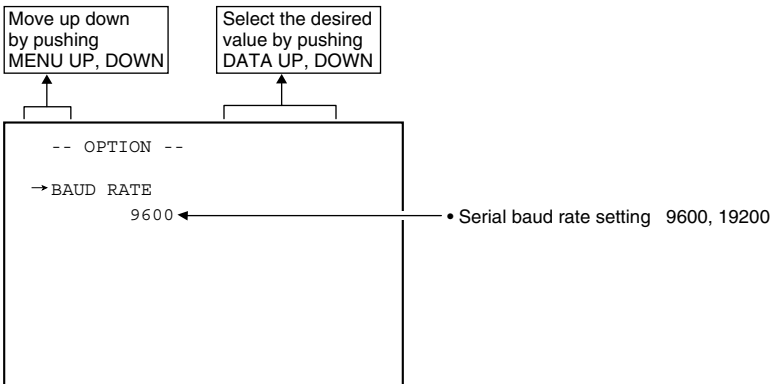 Move up down
by pushing
MENU UP, DOWN
Select the desired
value by pushing
DATA UP, DOWN
-- OPTION --
→BAUD RATE
9600
• Serial baud rate setting 9600, 19200